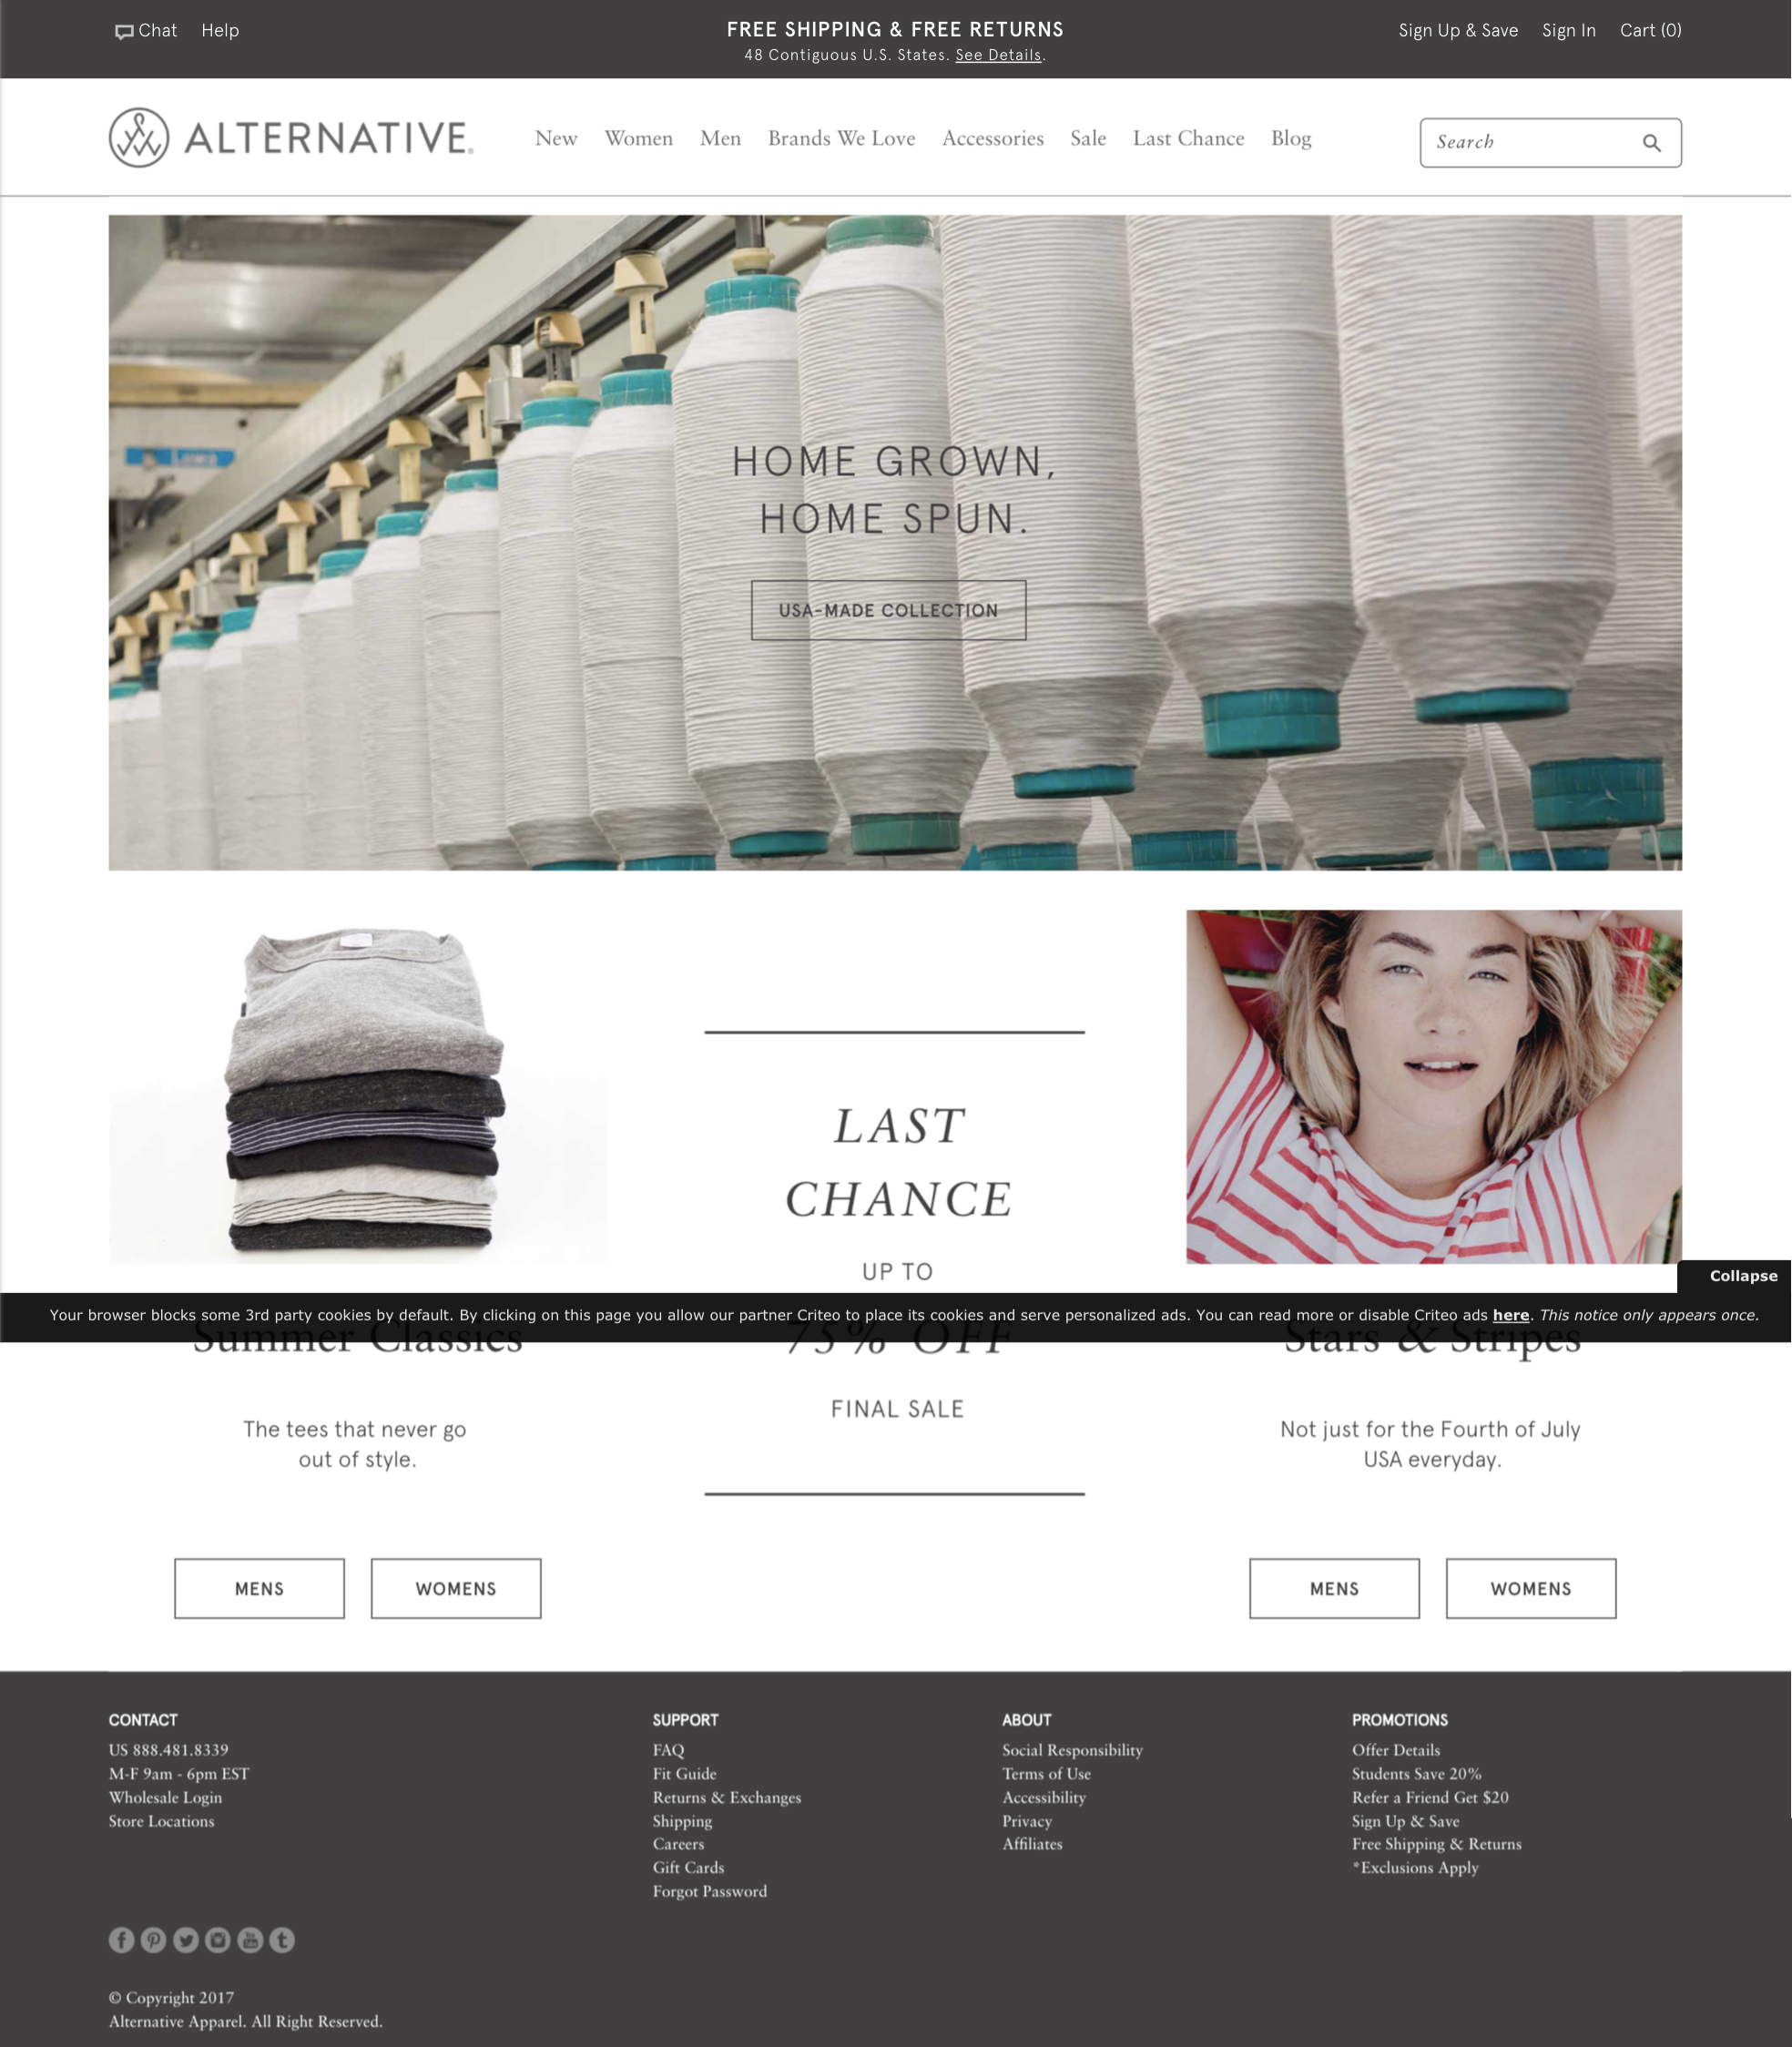 Chat Help
FREE SHIPPING & FREE RETURNS
48 Contiguous U.S. States. See Details.
Sign Up & Save Sign In Cart (0)
ALTERNATIVE®
New Women Men Brands We Love Accessories Sale Last Chance Blog
Search
HOME GROWN,
HOME SPUN.
USA-MADE COLLECTION
LAST
CHANCE
UP TO
75% OFF
FINAL SALE
Collapse
Your browser blocks some 3rd party cookies by default. By clicking on this page you allow our partner Criteo to place its cookies and serve personalized ads. You can read more or disable Criteo ads here. This notice only appears once.
Summer Classics
The tees that never go
out of style.
MENS WOMENS
Stars & Stripes
Not just for the Fourth of July
USA everyday.
MENS WOMENS
CONTACT
US 888.481.8339
M-F 9am - 6pm EST
Wholesale Login
Store Locations
SUPPORT
FAQ
Fit Guide
Returns & Exchanges
Shipping
Careers
Gift Cards
Forgot Password
ABOUT
Social Responsibility
Terms of Use
Accessibility
Privacy
Affiliates
PROMOTIONS
Offer Details
Students Save 20%
Refer a Friend Get $20
Sign Up & Save
Free Shipping & Returns
*Exclusions Apply
© Copyright 2017
Alternative Apparel. All Right Reserved.